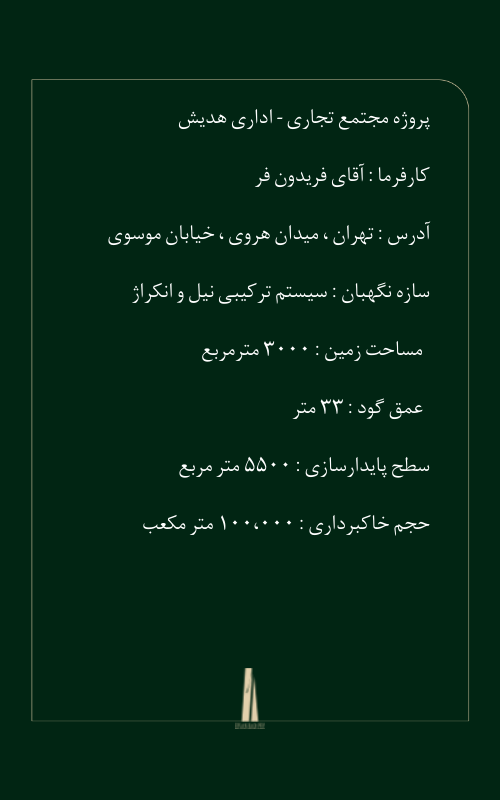 پروژه مجتمع تجاری - اداری هدیش
کارفرما : آقای فریدون فر
آدرس : تهران ، میدان هروی ، خیابان موسوی
سازه نگهبان : سیستم ترکیبی نیل و انکراژ
مساحت زمین : ۳۰۰۰ مترمربع
عمق گود : ۳۳ متر
سطح پایدارسازی : ۵۵۰۰ متر مربع
حجم خاکبرداری : ۱۰۰،۰۰۰ متر مکعب